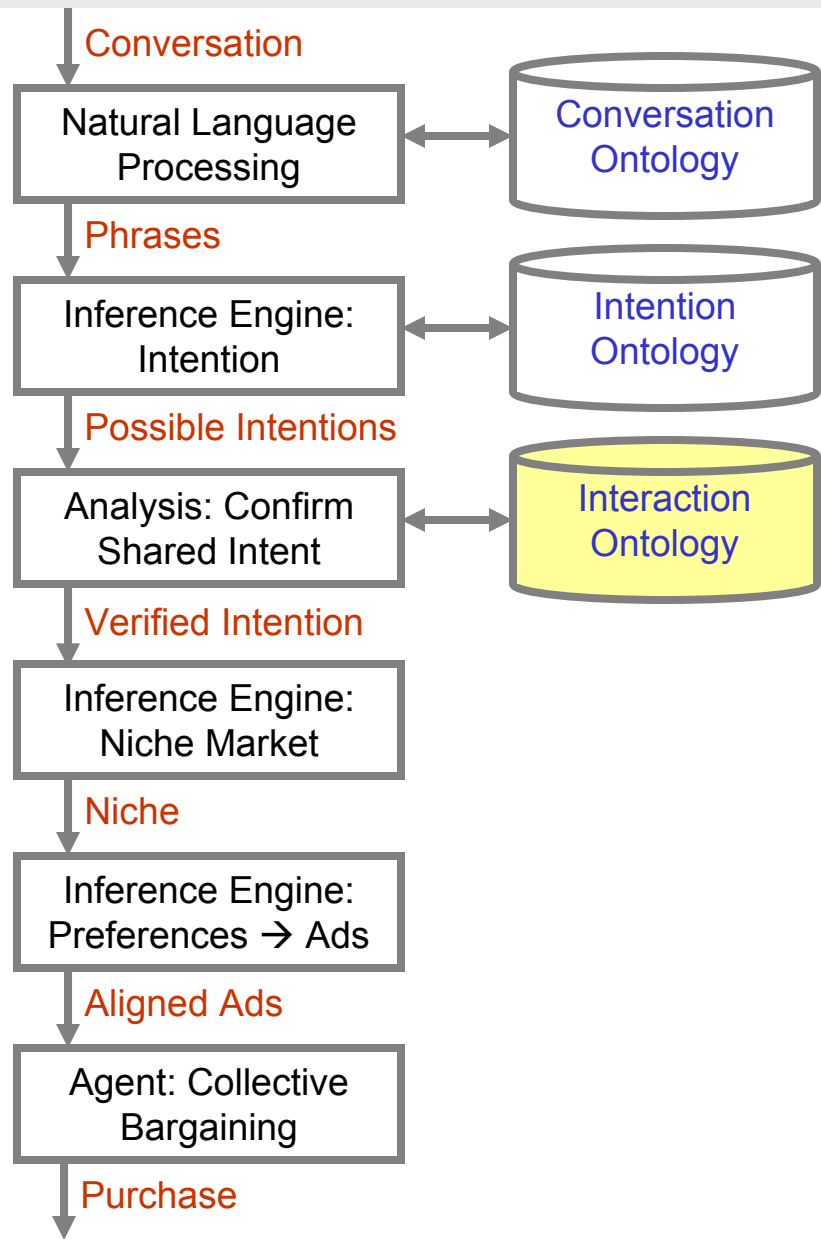 Conversation
Natural Language
Processing
Conversation
Ontology
Phrases
Inference Engine:
Intention
Intention
Ontology
Possible Intentions
Analysis: Confirm
Shared Intent
Interaction
Ontology
Verified Intention
Inference Engine:
Niche Market
Niche
Inference Engine:
Preferences → Ads
Aligned Ads
Agent: Collective
Bargaining
Purchase